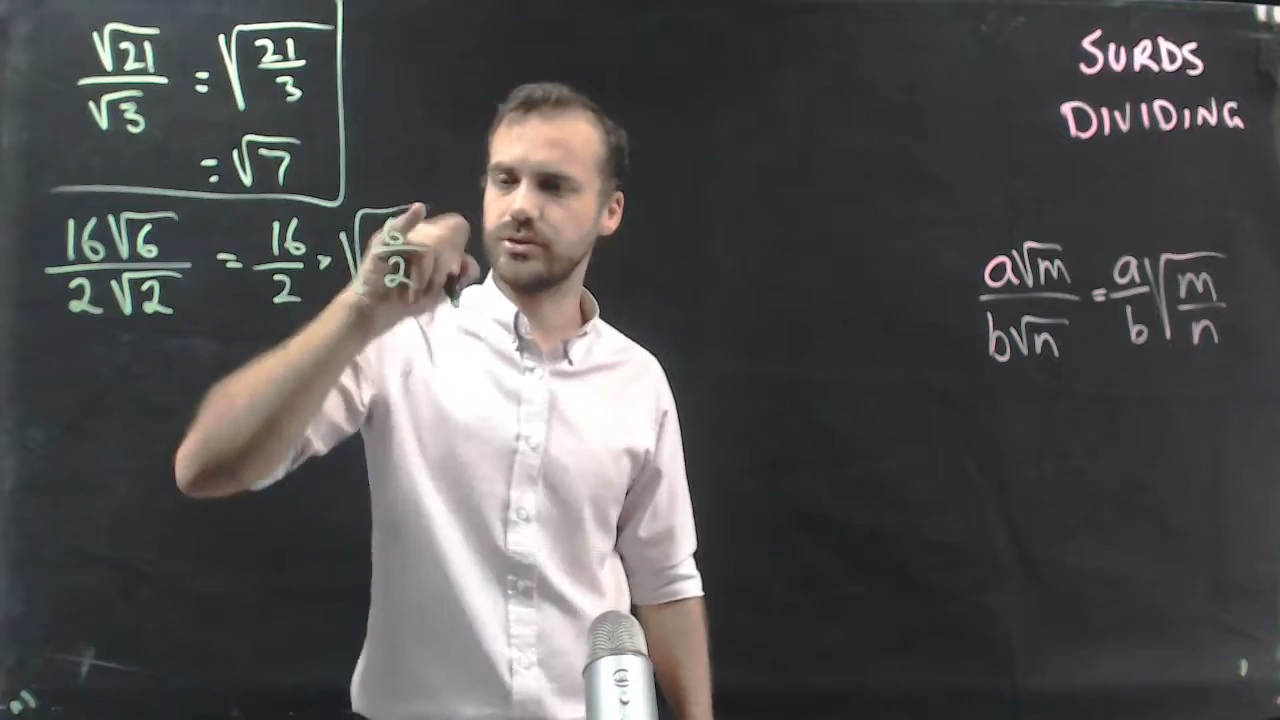 √21/√3 = √(21/3)
= √7
16√6/2√2 = 16/2 × √(6/2)
SURDS
DIVIDING
a√m/b√n = a/b √(m/n)